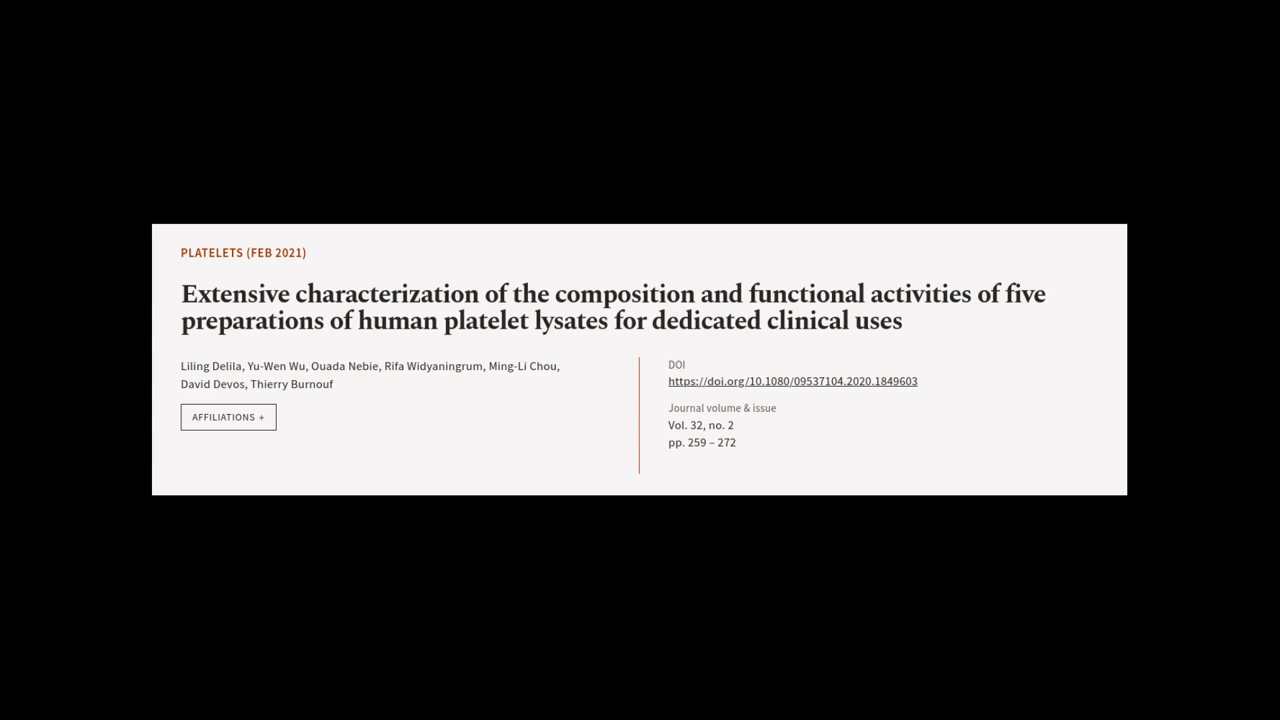 PLATELETS (FEB 2021)
Extensive characterization of the composition and functional activities of five
preparations of human platelet lysates for dedicated clinical uses
Liling Delila, Yu-Wen Wu, Ouada Nebie, Rifa Widyaningrum, Ming-Li Chou,
David Devos, Thierry Burnouf
AFFILIATIONS +
DOI
https://doi.org/10.1080/09537104.2020.1849603
Journal volume & issue
Vol. 32, no. 2
pp. 259 – 272